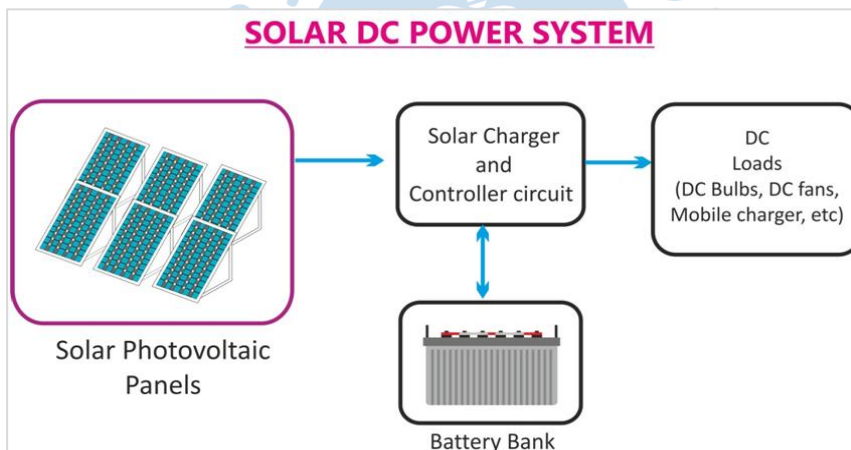 SOLAR DC POWER SYSTEM
Solar Charger
and
Controller circuit
DC
Loads
(DC Bulbs, DC fans,
Mobile charger, etc)
Solar Photovoltaic
Panels
Battery Bank